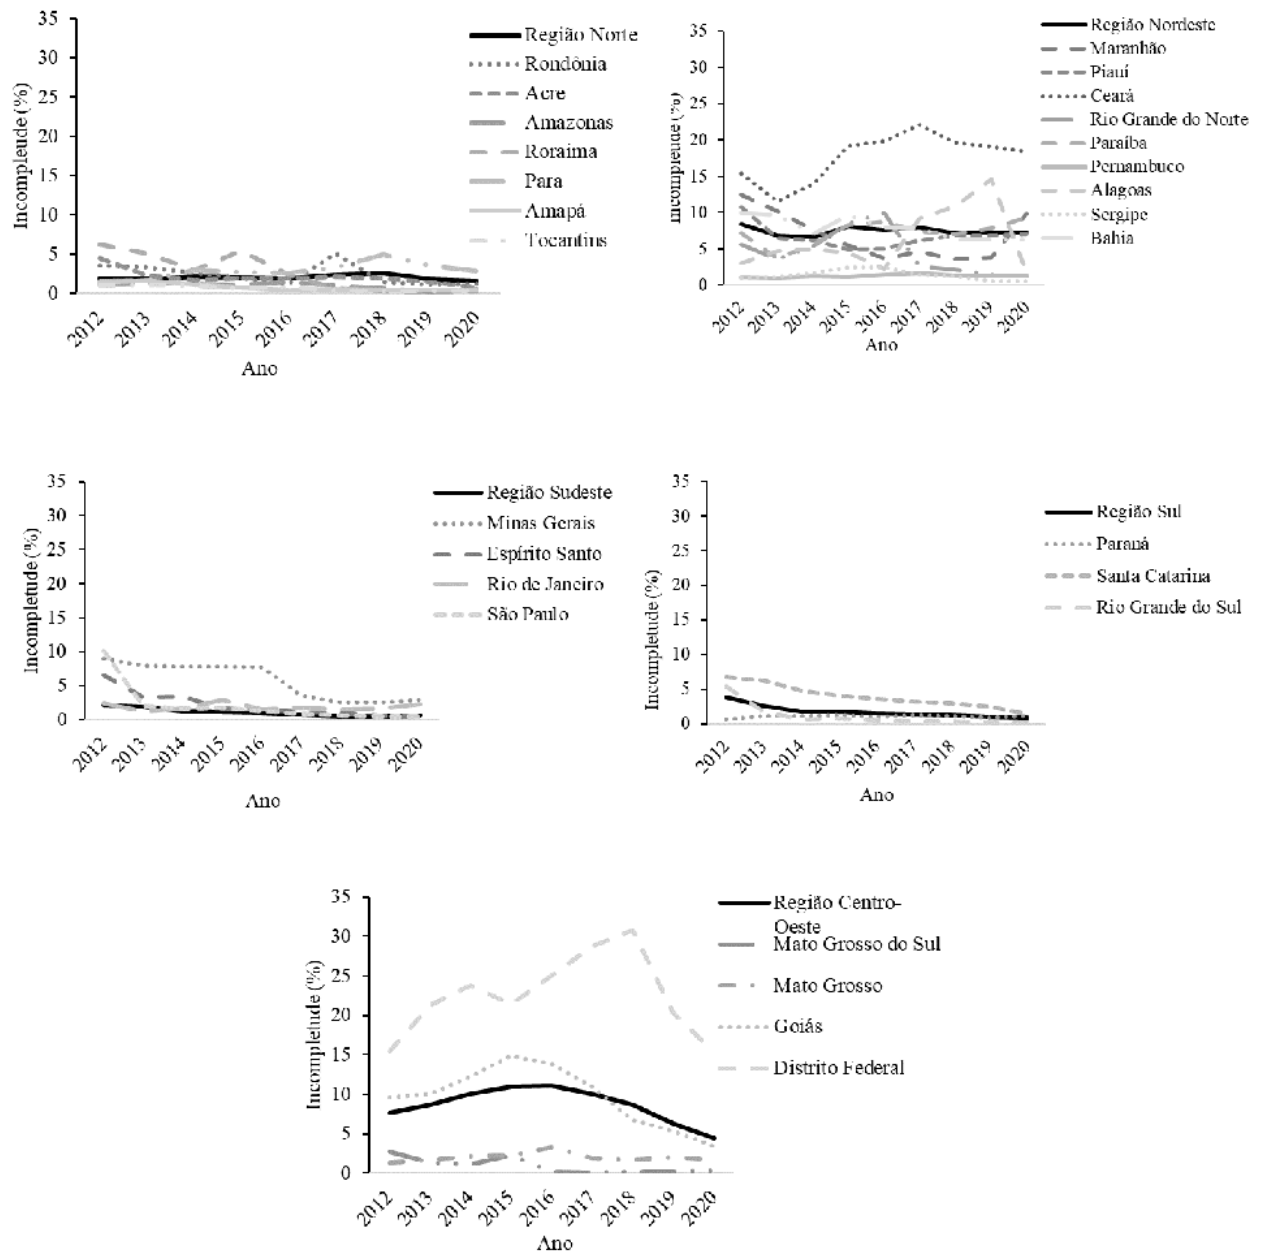 35
30
25
20
15
10
5
0
Incompleude (%)
2012
2013
2014
2015
2016
2017
2018
2019
2020
Ano
Região Norte
Rondônia
Acre
Amazonas
Roraima
Para
Amapá
Tocantins
35
30
25
20
15
10
5
0
Incompletude (%)
2012
2013
2014
2015
2016
2017
2018
2019
2020
Ano
Região Nordeste
Maranhão
Piauí
Ceará
Rio Grande do Norte
Paraíba
Pernambuco
Alagoas
Sergipe
Bahia
35
30
25
20
15
10
5
0
Incompletude (%)
2012
2013
2014
2015
2016
2017
2018
2019
2020
Ano
Região Sudeste
Minas Gerais
Espírito Santo
Rio de Janeiro
São Paulo
35
30
25
20
15
10
5
0
Incompletude (%)
2012
2013
2014
2015
2016
2017
2018
2019
2020
Ano
Região Sul
Paraná
Santa Catarina
Rio Grande do Sul
35
30
25
20
15
10
5
0
Incompletude (%)
2012
2013
2014
2015
2016
2017
2018
2019
2020
Ano
Região Centro-
Oeste
Mato Grosso do Sul
Mato Grosso
Goiás
Distrito Federal